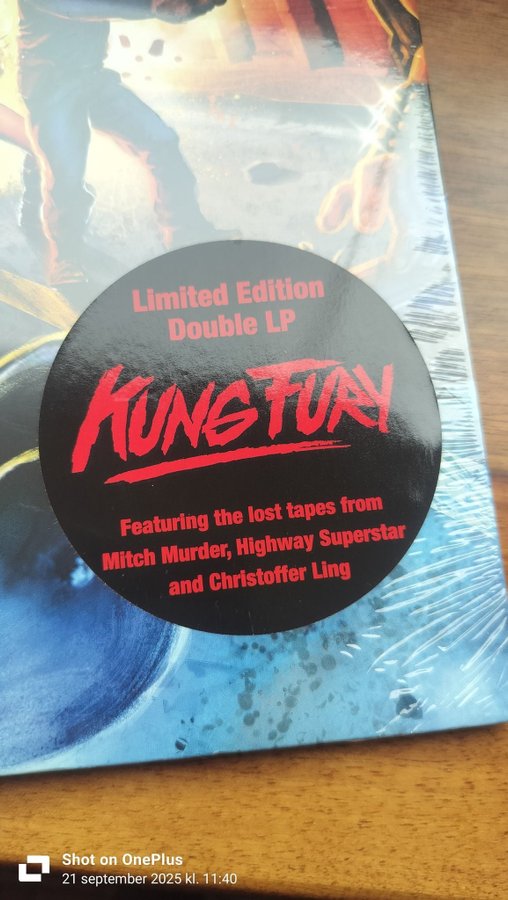 Limited Edition
Double LP
KUNG FURY
Featuring the lost tapes from
Mitch Murder, Highway Superstar
and Christoffer Ling
Shot on OnePlus
21 september 2025 kl. 11:40